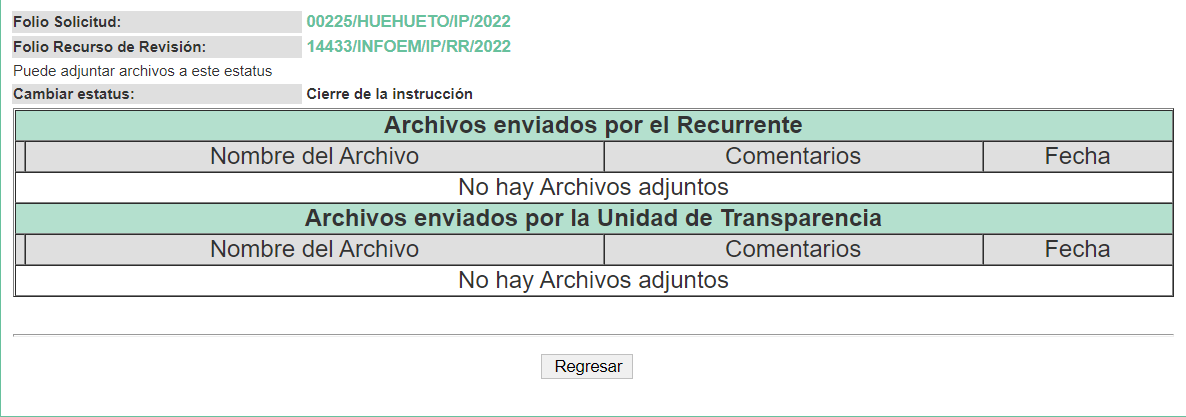 Folio Solicitud: 00225/HUEHUETO/IP/2022
Folio Recurso de Revisión: 14433/INFOEM/IP/RR/2022
Puede adjuntar archivos a este estatus
Cambiar estatus: Cierre de la instrucción
Archivos enviados por el Recurrente
Nombre del Archivo Comentarios Fecha
No hay Archivos adjuntos
Archivos enviados por la Unidad de Transparencia
Nombre del Archivo Comentarios Fecha
No hay Archivos adjuntos
Regresar